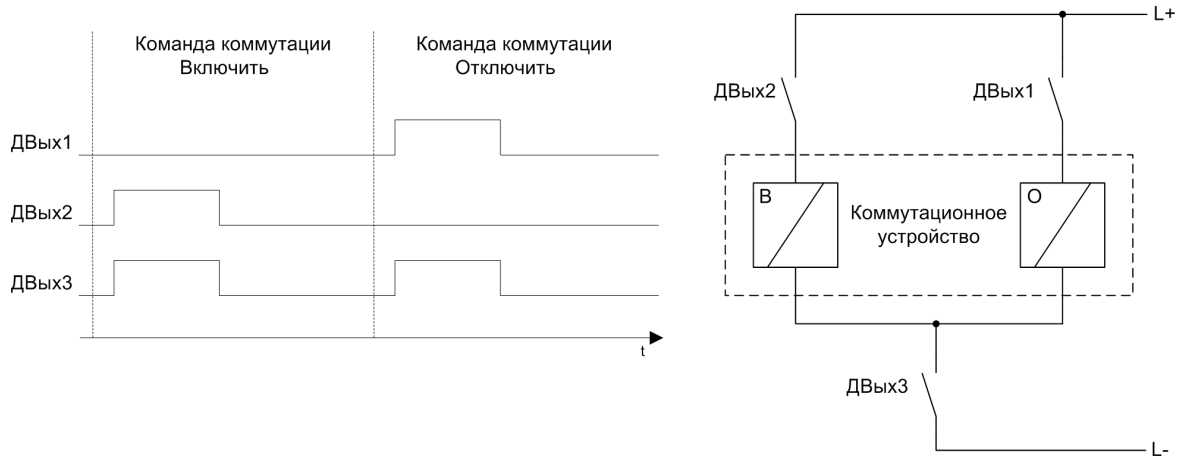 Команда коммутации
Включить
Команда коммутации
Отключить
ДВых1
ДВых2
ДВых3
t
L+
ДВых2
ДВых1
В
О
Коммутационное
устройство
ДВых3
L-